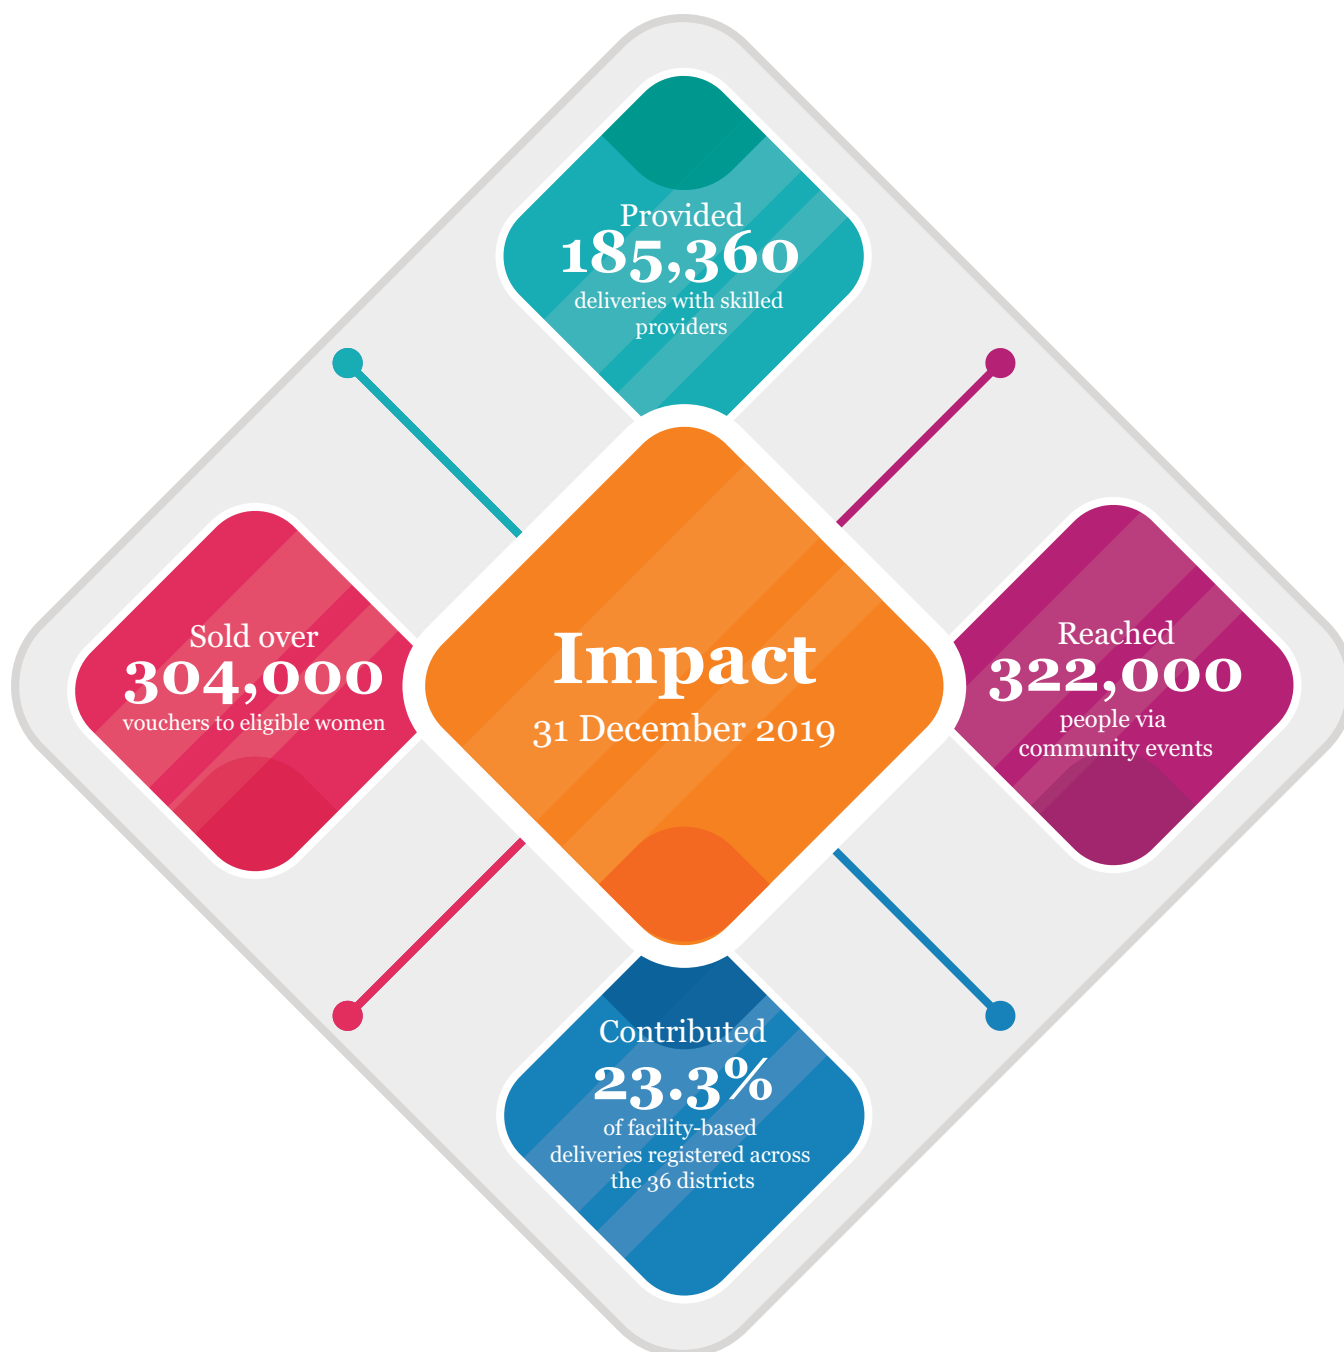 Provided
185,360
deliveries with skilled
providers
Sold over
304,000
vouchers to eligible women
Impact
31 December 2019
Reached
322,000
people via
community events
Contributed
23.3%
of facility-based
deliveries registered across
the 36 districts